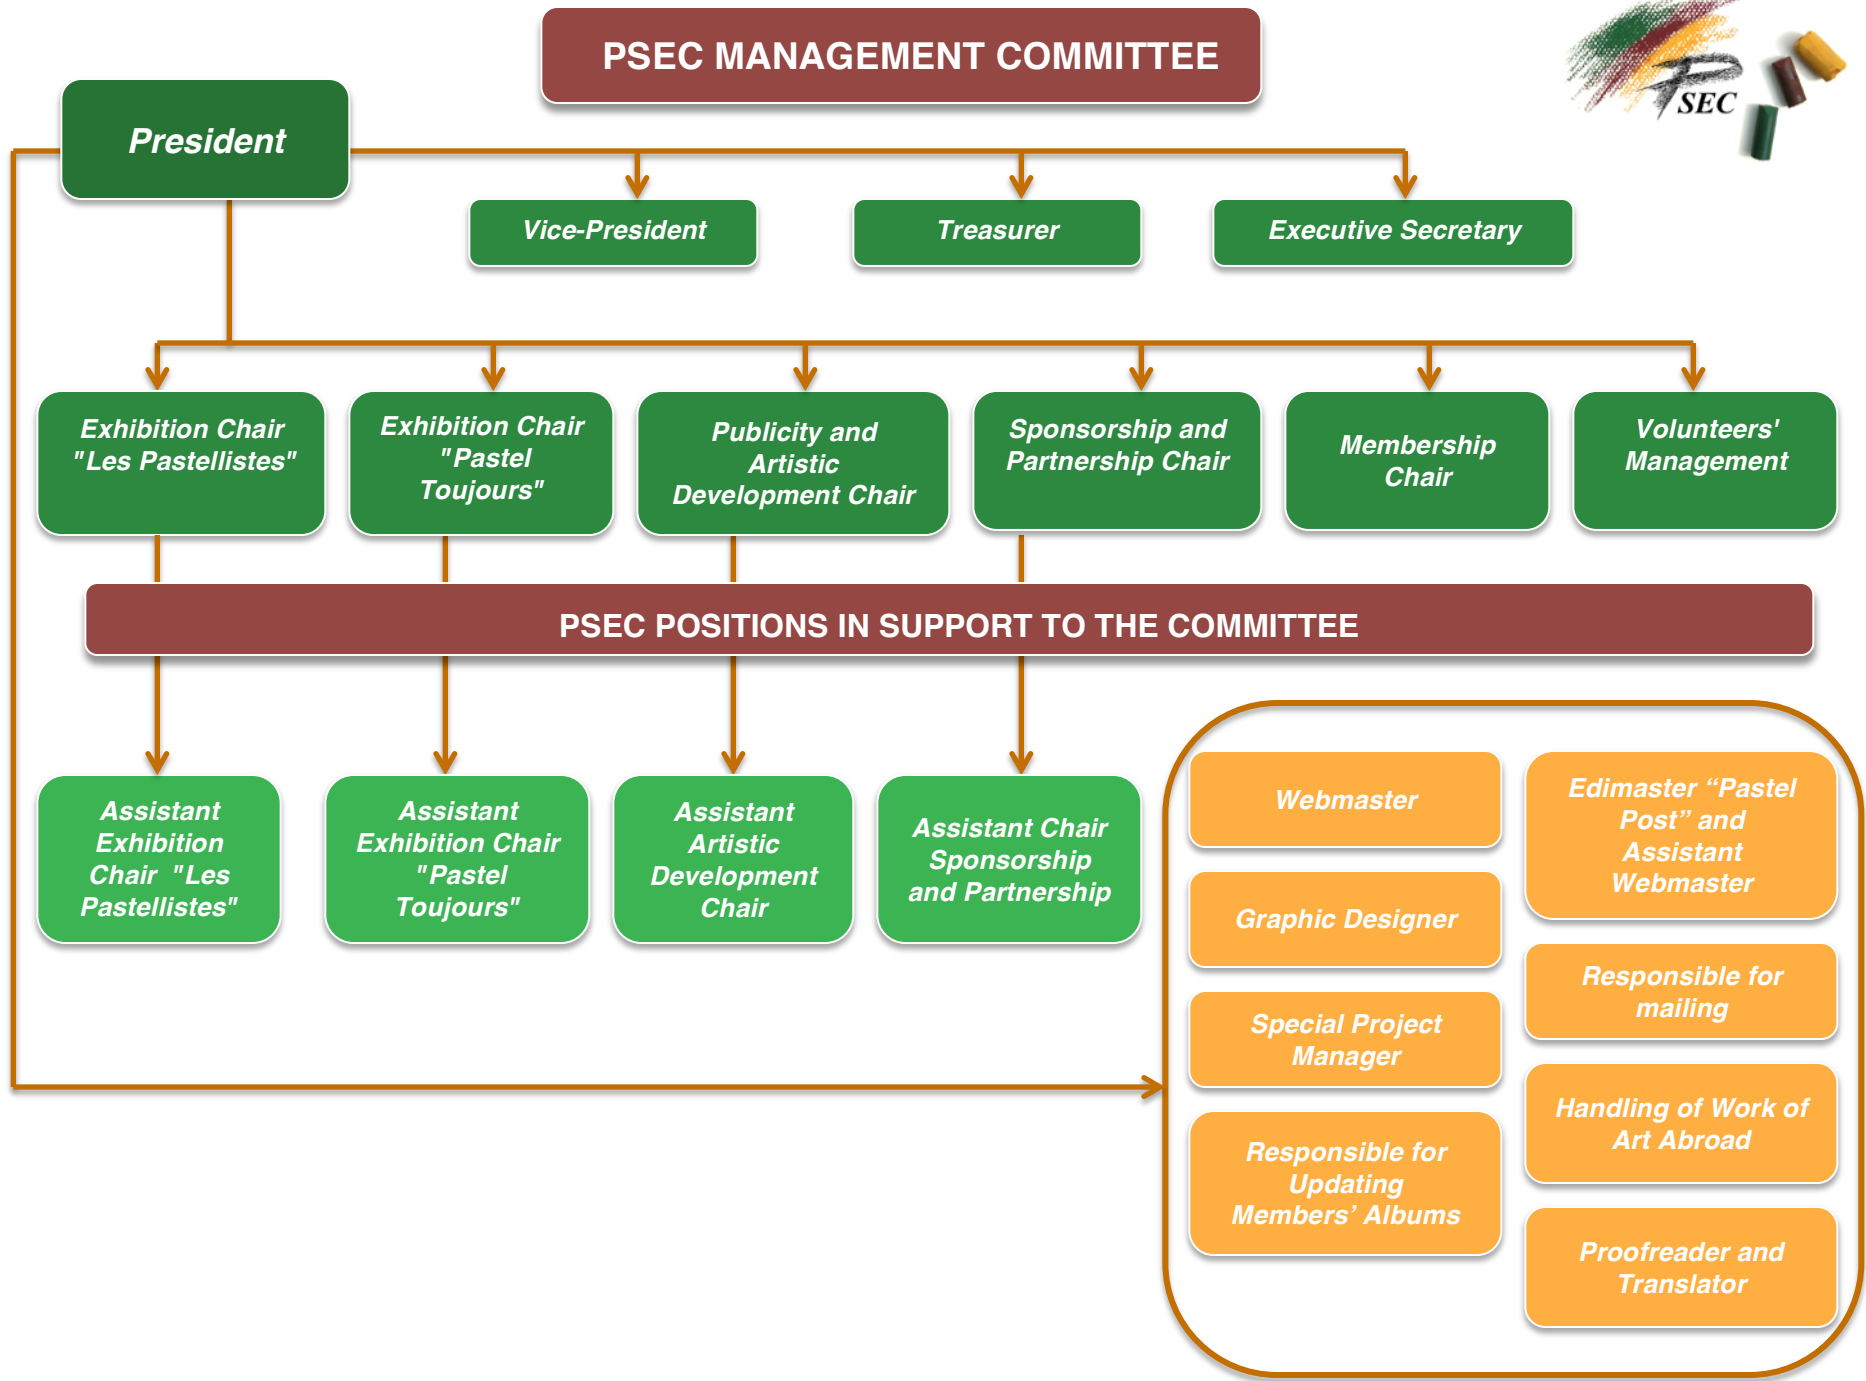 PSEC MANAGEMENT COMMITTEE
SEC
President
Vice-President
Treasurer
Executive Secretary
Exhibition Chair
"Les Pastellistes"
Exhibition Chair
"Pastel
Toujours"
Publicity and
Artistic
Development Chair
Sponsorship and
Partnership Chair
Membership
Chair
Volunteers'
Management
PSEC POSITIONS IN SUPPORT TO THE COMMITTEE
Assistant
Exhibition
Chair "Les
Pastellistes"
Assistant
Exhibition Chair
"Pastel
Toujours"
Assistant
Artistic
Development
Chair
Assistant Chair
Sponsorship
and Partnership
Webmaster
Graphic Designer
Special Project
Manager
Responsible for
Updating
Members’ Albums
Edimaster “Pastel
Post” and
Assistant
Webmaster
Responsible for
mailing
Handling of Work of
Art Abroad
Proofreader and
Translator